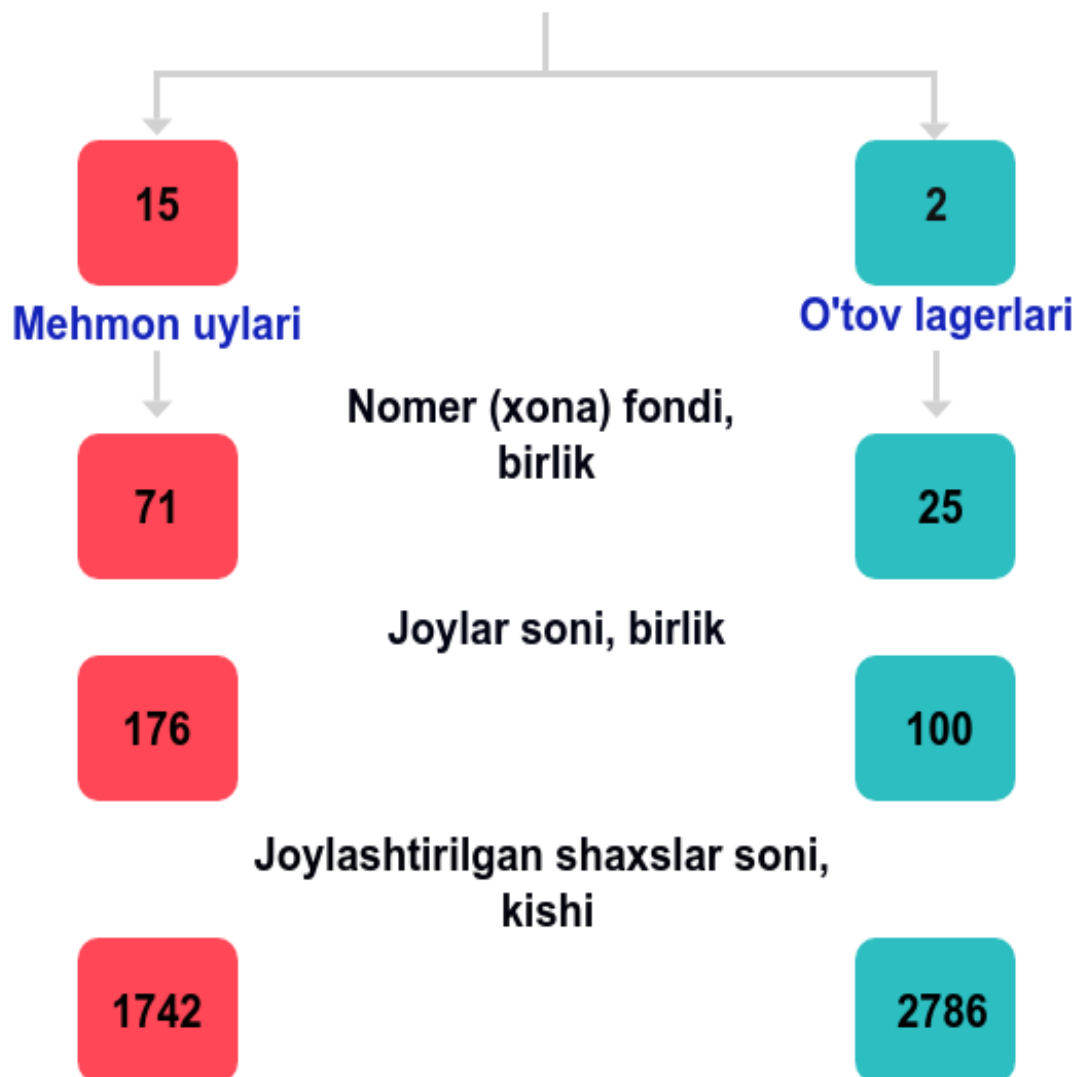 15
2
Mehmon uylari
O'tov lagerlari
Nomer (xona) fondi,
birlik
71
25
Joylar soni, birlik
176
100
Joylashtirilgan shaxslar soni,
kishi
1742
2786